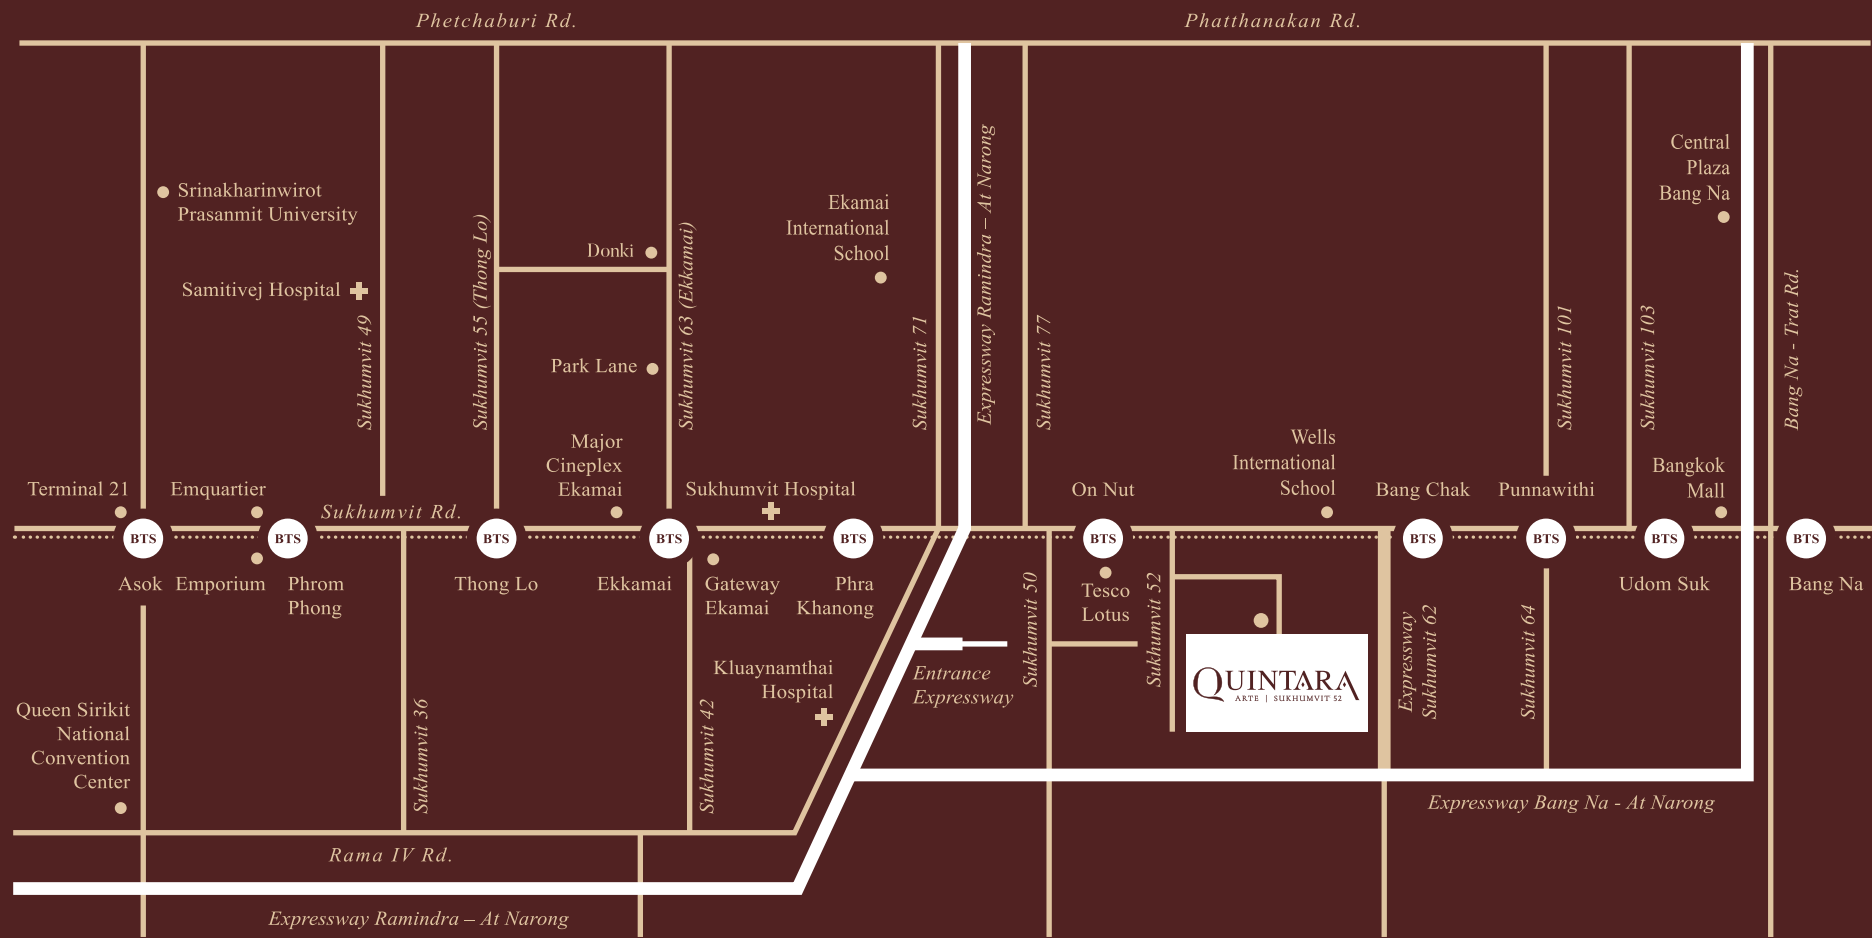 Phetchaburi Rd.
Phatthanakan Rd.
Srinakharinwirot
Prasanmit University
Samitivej Hospital
Sukhumvit 49
Sukhumvit 55 (Thong Lo)
Donki
Park Lane
Sukhumvit 63 (Ekkamai)
Ekamai
International
School
Sukhumvit 71
Expressway Ramindra – At Narong
Sukhumvit 77
Sukhumvit 101
Sukhumvit 103
Central
Plaza
Bang Na
Bang Na - Trat Rd.
Terminal 21
Emquartier
Sukhumvit Rd.
Major
Cineplex
Ekamai
Sukhumvit Hospital
On Nut
Wells
International
School
Bang Chak
Punnawithi
Bangkok
Mall
BTS
BTS
BTS
BTS
BTS
BTS
BTS
BTS
BTS
BTS
Asok
Emporium
Phrom
Phong
Thong Lo
Ekkamai
Gateway
Ekamai
Phra
Khanong
Tesco
Lotus
Udom Suk
Bang Na
Sukhumvit 50
Sukhumvit 52
Expressway
Sukhumvit 62
Sukhumvit 64
Kluaynamthai
Hospital
Entrance
Expressway
QUINTARA
ARTE | SUKHUMVIT 52
Queen Sirikit
National
Convention
Center
Sukhumvit 36
Sukhumvit 42
Expressway Bang Na - At Narong
Rama IV Rd.
Expressway Ramindra – At Narong